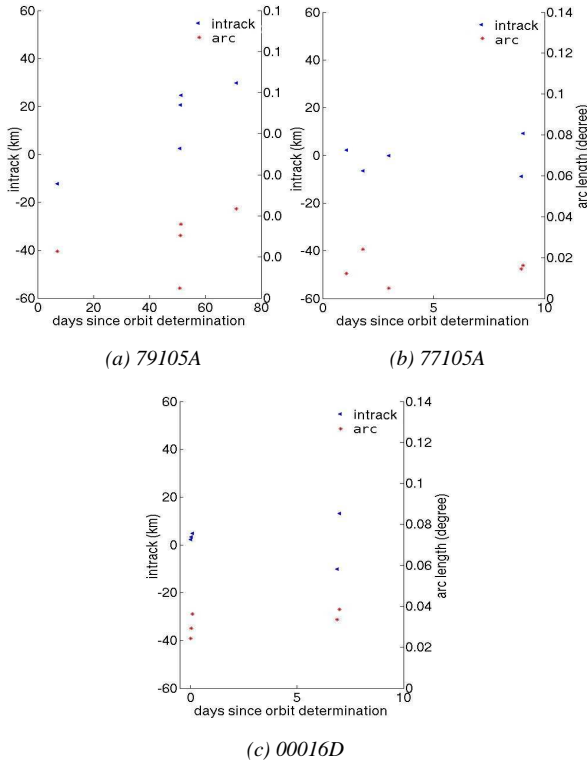 60
40
20
0
-20
-40
-60
intrack (km)
0 20 40 60 80
days since orbit determination
0.1
0.1
0.1
0.0
0.0
0.0
0.0
0
intrack
arc
(a) 79105A
60
40
20
0
-20
-40
-60
intrack (km)
0 5 10
days since orbit determination
0.14
0.12
0.1
0.08
0.06
0.04
0.02
0
arc length (degree)
intrack
arc
(b) 77105A
60
40
20
0
-20
-40
-60
intrack (km)
0 5 10
days since orbit determination
0.14
0.12
0.1
0.08
0.06
0.04
0.02
0
arc length (degree)
intrack
arc
(c) 00016D